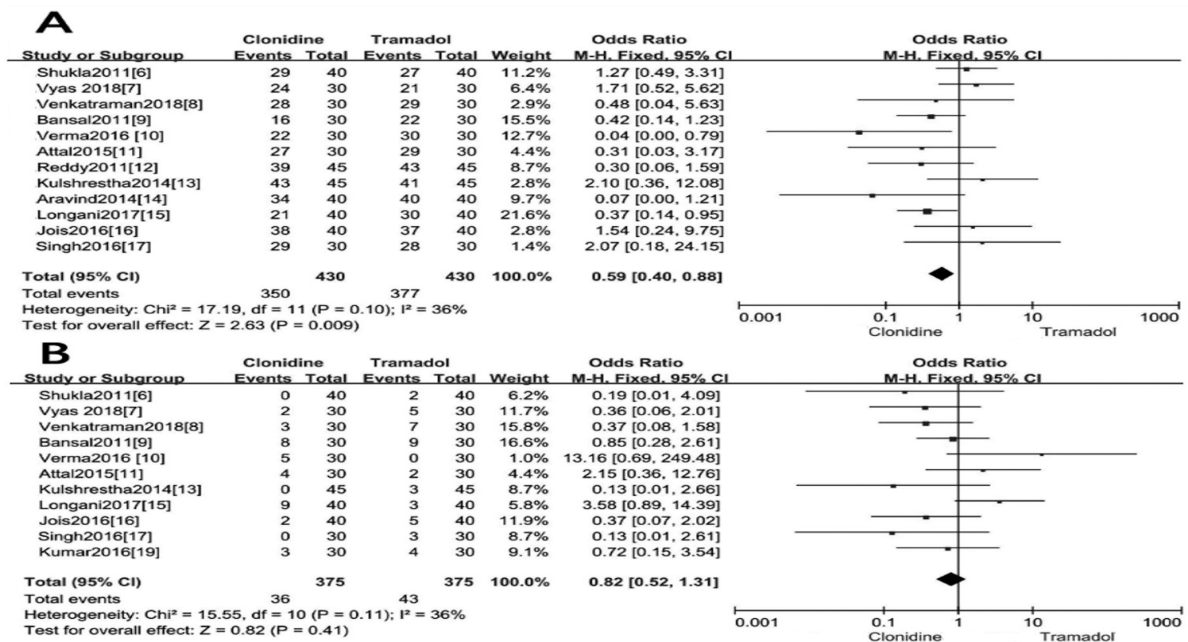 A
Clonidine Tramadol Odds Ratio Odds Ratio
Study or Subgroup Events Total Events Total Weight M-H. Fixed. 95% CI M-H. Fixed. 95% CI
Shukla2011[6] 29 40 27 40 11.2% 1.27 [0.49, 3.31]
Vyas 2018[7] 24 30 21 30 6.4% 1.71 [0.52, 5.62]
Venkatraman2018[8] 28 30 29 30 2.9% 0.48 [0.04, 5.63]
Bansal2011[9] 16 30 22 30 15.5% 0.42 [0.14, 1.23]
Verma2016 [10] 22 30 30 30 12.7% 0.04 [0.00, 0.79]
Attal2015[11] 27 30 29 30 4.4% 0.31 [0.03, 3.17]
Reddy2011[12] 39 45 43 45 8.7% 0.30 [0.06, 1.59]
Kulshrestha2014[13] 43 45 41 45 2.8% 2.10 [0.36, 12.08]
Aravind2014[14] 34 40 40 40 9.7% 0.07 [0.00, 1.21]
Longani2017[15] 21 40 30 40 21.6% 0.37 [0.14, 0.95]
Jois2016[16] 38 40 37 40 2.8% 1.54 [0.24, 9.75]
Singh2016[17] 29 30 28 30 1.4% 2.07 [0.18, 24.15]
Total (95% CI) 430 430 100.0% 0.59 [0.40, 0.88]
Total events 350 377
Heterogeneity: Chi² = 17.19, df = 11 (P = 0.10); I² = 36%
Test for overall effect: Z = 2.63 (P = 0.009)
0.001 0.1 1 10 1000
Clonidine Tramadol
B
Clonidine Tramadol Odds Ratio Odds Ratio
Study or Subgroup Events Total Events Total Weight M-H. Fixed. 95% CI M-H. Fixed. 95% CI
Shukla2011[6] 0 40 2 40 6.2% 0.19 [0.01, 4.09]
Vyas 2018[7] 2 30 5 30 11.7% 0.36 [0.06, 2.01]
Venkatraman2018[8] 3 30 7 30 15.8% 0.37 [0.08, 1.58]
Bansal2011[9] 8 30 9 30 16.6% 0.85 [0.28, 2.61]
Verma2016 [10] 5 30 0 30 1.0% 13.16 [0.69, 249.48]
Attal2015[11] 4 30 2 30 4.4% 2.15 [0.36, 12.76]
Kulshrestha2014[13] 0 45 3 45 8.7% 0.13 [0.01, 2.66]
Longani2017[15] 9 40 3 40 5.8% 3.58 [0.89, 14.39]
Jois2016[16] 2 40 5 40 11.9% 0.37 [0.07, 2.02]
Singh2016[17] 0 30 3 30 8.7% 0.13 [0.01, 2.61]
Kumar2016[19] 3 30 4 30 9.1% 0.72 [0.15, 3.54]
Total (95% CI) 375 375 100.0% 0.82 [0.52, 1.31]
Total events 36 43
Heterogeneity: Chi² = 15.55, df = 10 (P = 0.11); I² = 36%
Test for overall effect: Z = 0.82 (P = 0.41)
0.001 0.1 1 10 1000
Clonidine Tramadol